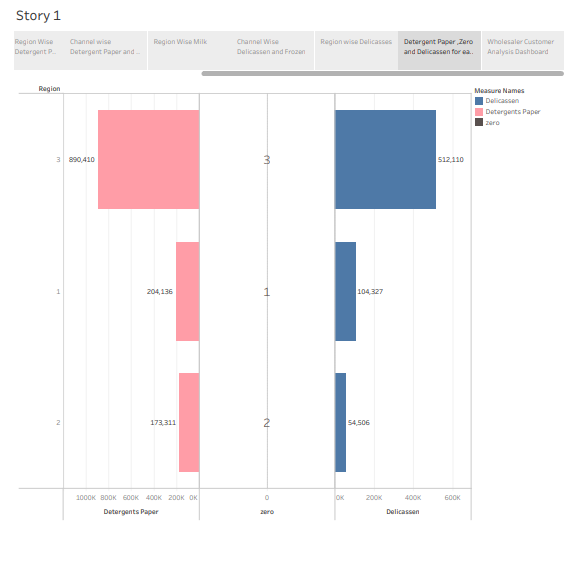 Story 1
Region Wise
Detergent P..
Channel wise
Detergent Paper and ..
Region Wise Milk
Channel Wise
Delicassen and Frozen
Region wise Delicasses
Detergent Paper ,Zero
and Delicassen for ea..
Wholesaler Customer
Analysis Dashboard
Region
Measure Names
Delicassen
Detergents Paper
zero
3 890,410 3 512,110
1 204,136 1 104,327
2 173,311 2 54,506
1000K 800K 600K 400K 200K 0K 0 0K 200K 400K 600K
Detergents Paper zero Delicassen